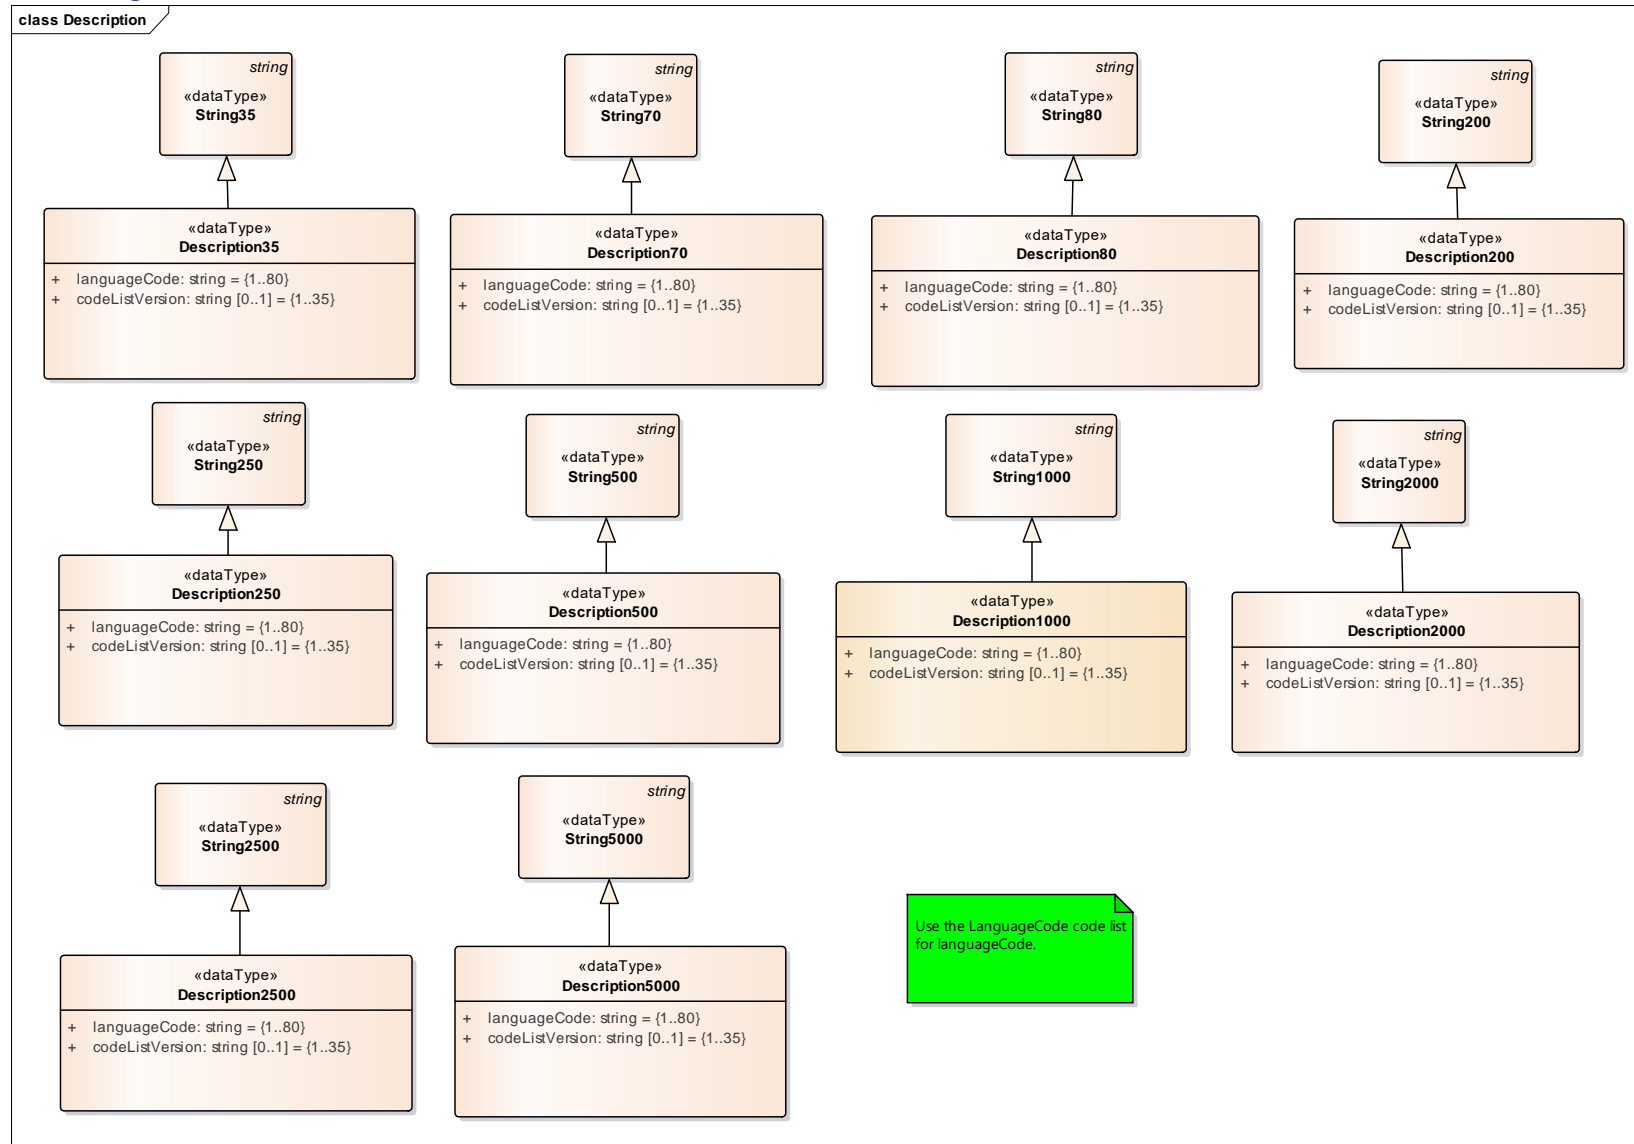 class Description
string
«dataType»
String35
string
«dataType»
String70
string
«dataType»
String80
string
«dataType»
String200
«dataType»
Description35
+ languageCode: string = {1..80}
+ codeListVersion: string [0..1] = {1..35}
«dataType»
Description70
+ languageCode: string = {1..80}
+ codeListVersion: string [0..1] = {1..35}
«dataType»
Description80
+ languageCode: string = {1..80}
+ codeListVersion: string [0..1] = {1..35}
«dataType»
Description200
+ languageCode: string = {1..80}
+ codeListVersion: string [0..1] = {1..35}
string
«dataType»
String250
string
«dataType»
String500
string
«dataType»
String1000
string
«dataType»
String2000
«dataType»
Description250
+ languageCode: string = {1..80}
+ codeListVersion: string [0..1] = {1..35}
«dataType»
Description500
+ languageCode: string = {1..80}
+ codeListVersion: string [0..1] = {1..35}
«dataType»
Description1000
+ languageCode: string = {1..80}
+ codeListVersion: string [0..1] = {1..35}
«dataType»
Description2000
+ languageCode: string = {1..80}
+ codeListVersion: string [0..1] = {1..35}
string
«dataType»
String2500
string
«dataType»
String5000
«dataType»
Description2500
+ languageCode: string = {1..80}
+ codeListVersion: string [0..1] = {1..35}
«dataType»
Description5000
+ languageCode: string = {1..80}
+ codeListVersion: string [0..1] = {1..35}
Use the LanguageCode code list
for languageCode.